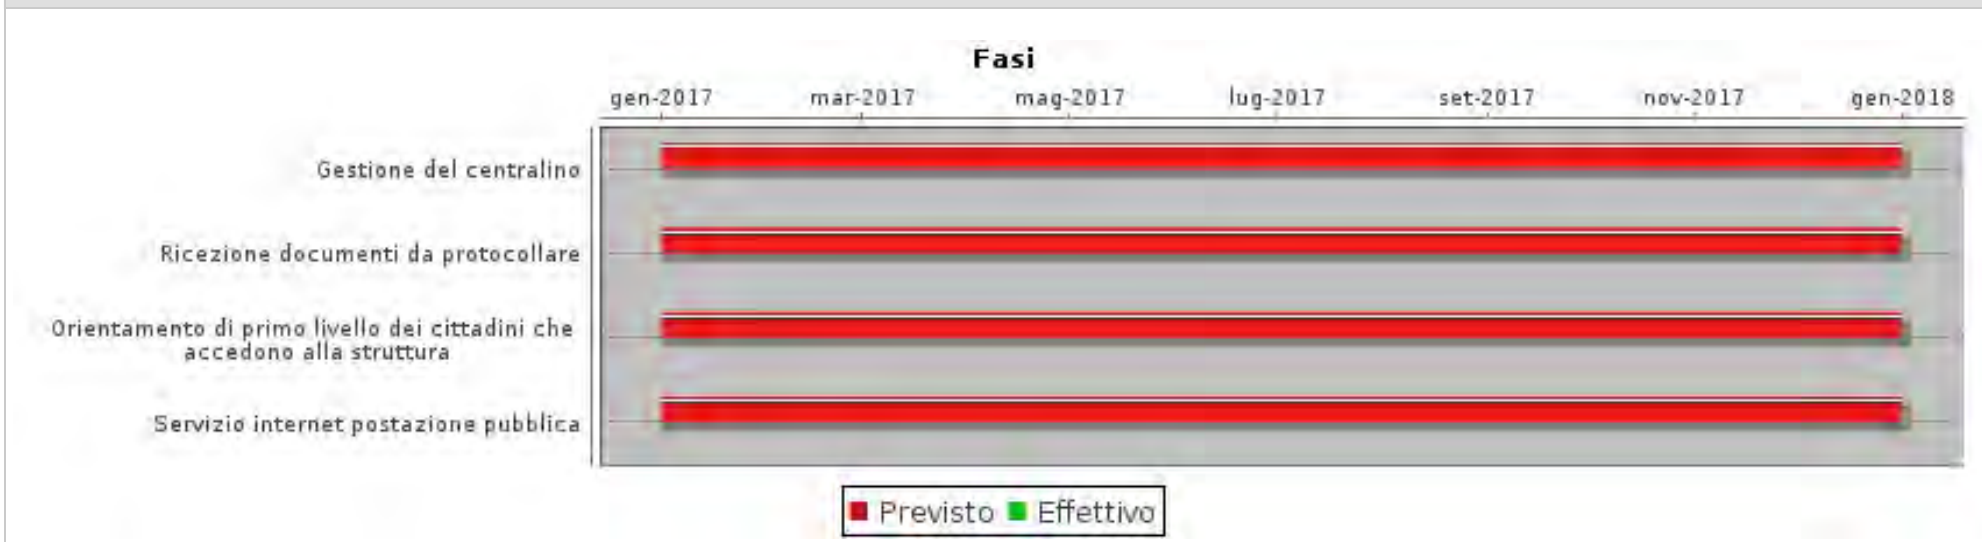 Fasi
gen-2017 mar-2017 mag-2017 lug-2017 set-2017 nov-2017 gen-2018
Gestione del centralino
Ricezione documenti da protocollare
Orientamento di primo livello dei cittadini che
accedono alla struttura
Servizio internet postazione pubblica
Previsto Effettivo